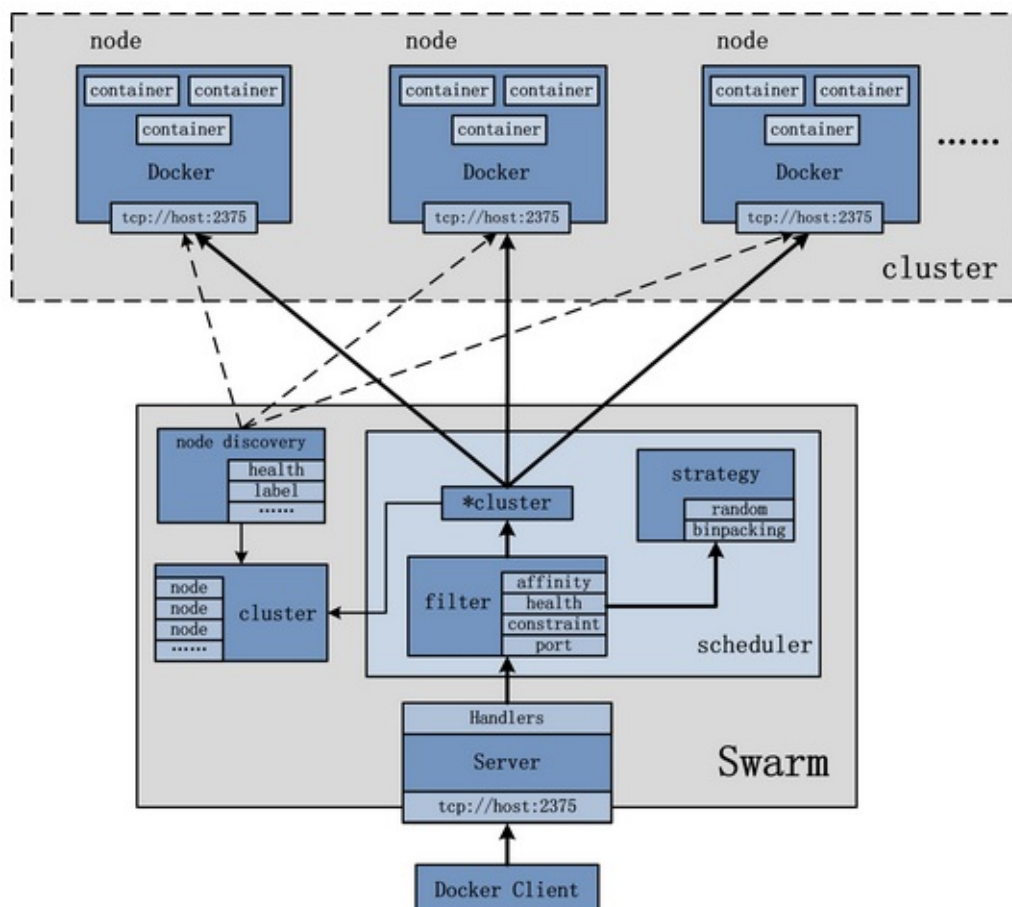 node node node
container container container container container container
container container container
Docker Docker Docker ……
tcp://host:2375 tcp://host:2375 tcp://host:2375
cluster
node discovery
health
label
……
node
node
node
……
cluster
*cluster
strategy
random
binpacking
filter
affinity
health
constraint
port
scheduler
Handlers
Server
tcp://host:2375
Swarm
Docker Client